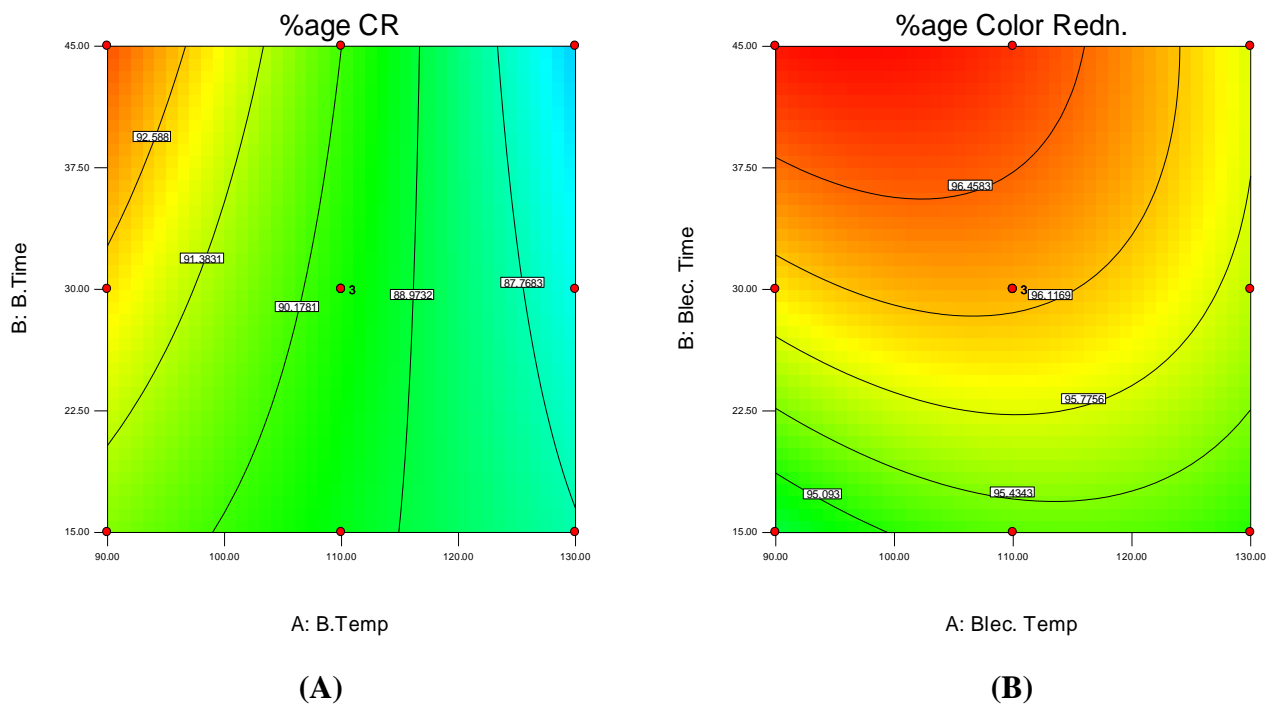 %age CR
45.00
37.50
30.00
22.50
15.00
B: B.Time
92.588
91.3831
90.1781
88.9732
87.7683
3
90.00 100.00 110.00 120.00 130.00
A: B.Temp
(A)
%age Color Redn.
45.00
37.50
30.00
22.50
15.00
B: Blec. Time
96.4583
96.1169
95.7756
95.4343
95.093
3
90.00 100.00 110.00 120.00 130.00
A: Blec. Temp
(B)